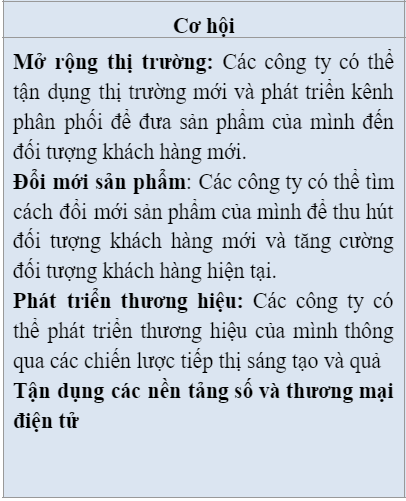 Cơ hội
Mở rộng thị trường: Các công ty có thể
tận dụng thị trường mới và phát triển kênh
phân phối để đưa sản phẩm của mình đến
đối tượng khách hàng mới.
Đổi mới sản phẩm: Các công ty có thể tìm
cách đổi mới sản phẩm của mình để thu hút
đối tượng khách hàng mới và tăng cường
đối tượng khách hàng hiện tại.
Phát triển thương hiệu: Các công ty có
thể phát triển thương hiệu của mình thông
qua các chiến lược tiếp thị sáng tạo và quả
Tận dụng các nền tảng số và thương mại
điện tử